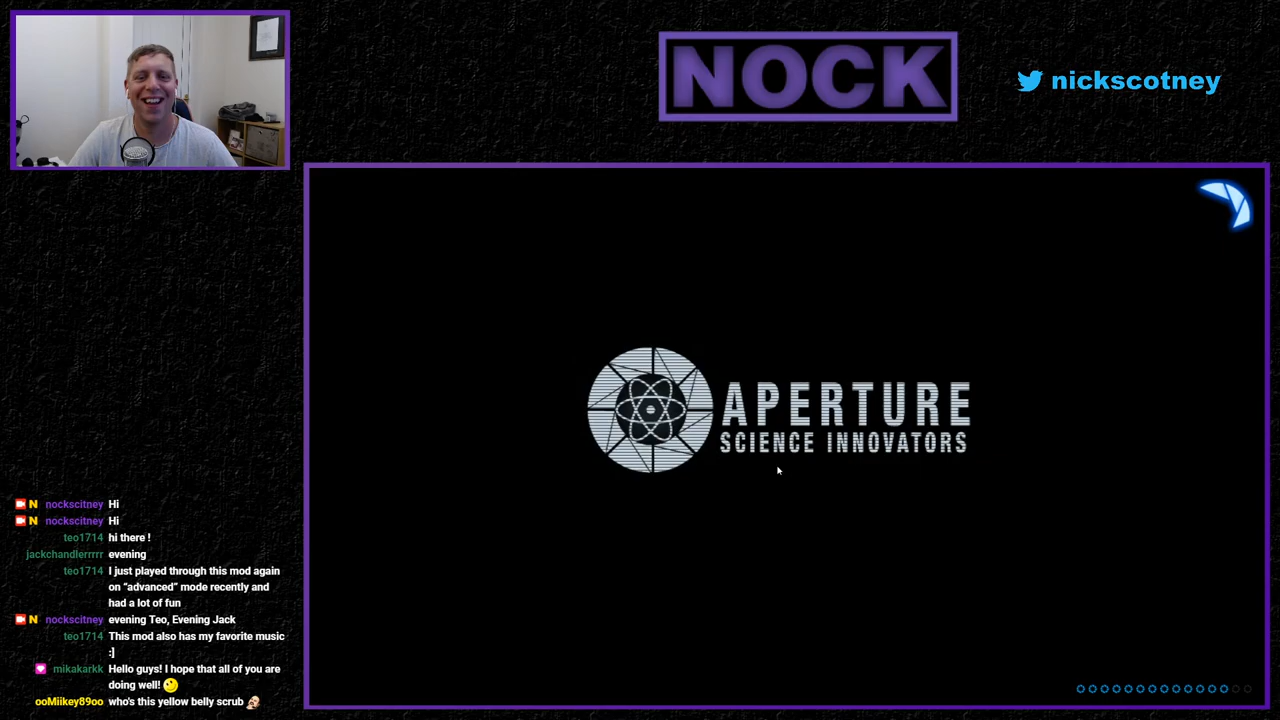 NOCK
nickscotney
APERTURE
SCIENCE INNOVATORS
N nockscitney Hi
N nockscitney Hi
teo1714 hi there !
jackchandlerrrrr evening
teo1714 I just played through this mod again
on “advanced” mode recently and
had a lot of fun
N nockscitney evening Teo, Evening Jack
teo1714 This mod also has my favorite music
:]
mikakarkk Hello guys! I hope that all of you are
doing well!
ooMiikey89oo who's this yellow belly scrub